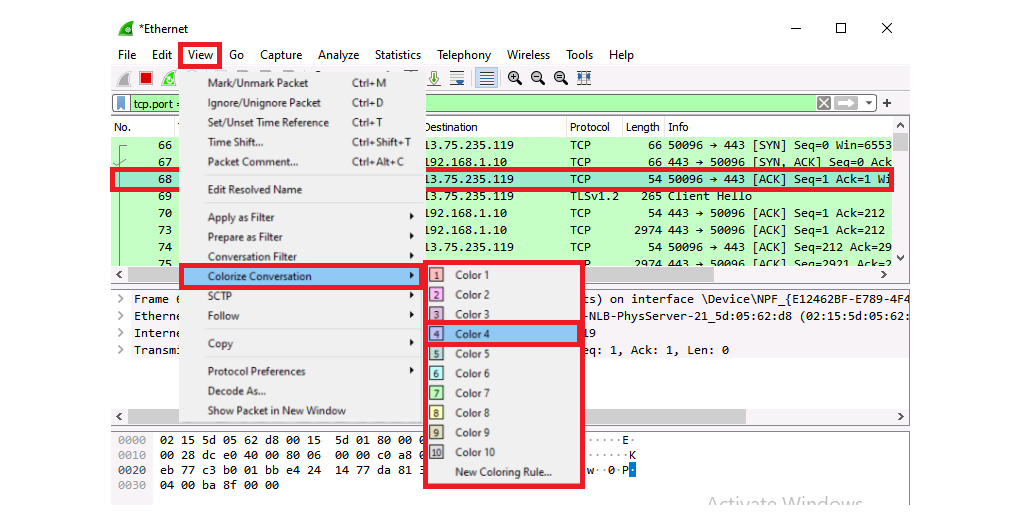 *Ethernet
File Edit View Go Capture Analyze Statistics Telephony Wireless Tools Help
tcp.port =
Mark/Unmark Packet Ctrl+M
Ignore/Unignore Packet Ctrl+D
Set/Unset Time Reference Ctrl+T
Time Shift... Ctrl+Shift+T
Packet Comment... Ctrl+Alt+C
Edit Resolved Name
Apply as Filter
Prepare as Filter
Conversation Filter
Colorize Conversation
SCTP
Follow
Copy
Protocol Preferences
Decode As...
Show Packet in New Window
Color 1
Color 2
Color 3
Color 4
Color 5
Color 6
Color 7
Color 8
Color 9
Color 10
New Coloring Rule...
No. Destination Protocol Length Info
66 13.75.235.119 TCP 66 50096 → 443 [SYN] Seq=0 Win=6553
67 192.168.1.10 TCP 66 443 → 50096 [SYN, ACK] Seq=0 Ack
68 13.75.235.119 TCP 54 50096 → 443 [ACK] Seq=1 Ack=1 Wi
69 13.75.235.119 TLSv1.2 265 Client Hello
70 192.168.1.10 TCP 54 443 → 50096 [ACK] Seq=1 Ack=212
73 192.168.1.10 TCP 2974 443 → 50096 [ACK] Seq=1 Ack=212
74 13.75.235.119 TCP 54 50096 → 443 [ACK] Seq=212 Ack=29
75 192.168.1.10 TCP 2974 443 → 50096 [ACK] Seq=2921 Ack=2
Frame 6 ts) on interface \Device\NPF_{E12462BF-E789-4F4
Etherne -NLB-PhysServer-21_5d:05:62:d8 (02:15:5d:05:62:
Interne 19
Transmi eq: 1, Ack: 1, Len: 0
0000 02 15 5d 05 62 d8 00 15 5d 01 80 00 0 ······E·
0010 00 28 dc e0 40 00 80 06 00 00 c0 a8 0 ······K
0020 eb 77 c3 b0 01 bb e4 24 14 77 da 81 3 w··0·P·
0030 04 00 ba 8f 00 00
Activate Windows